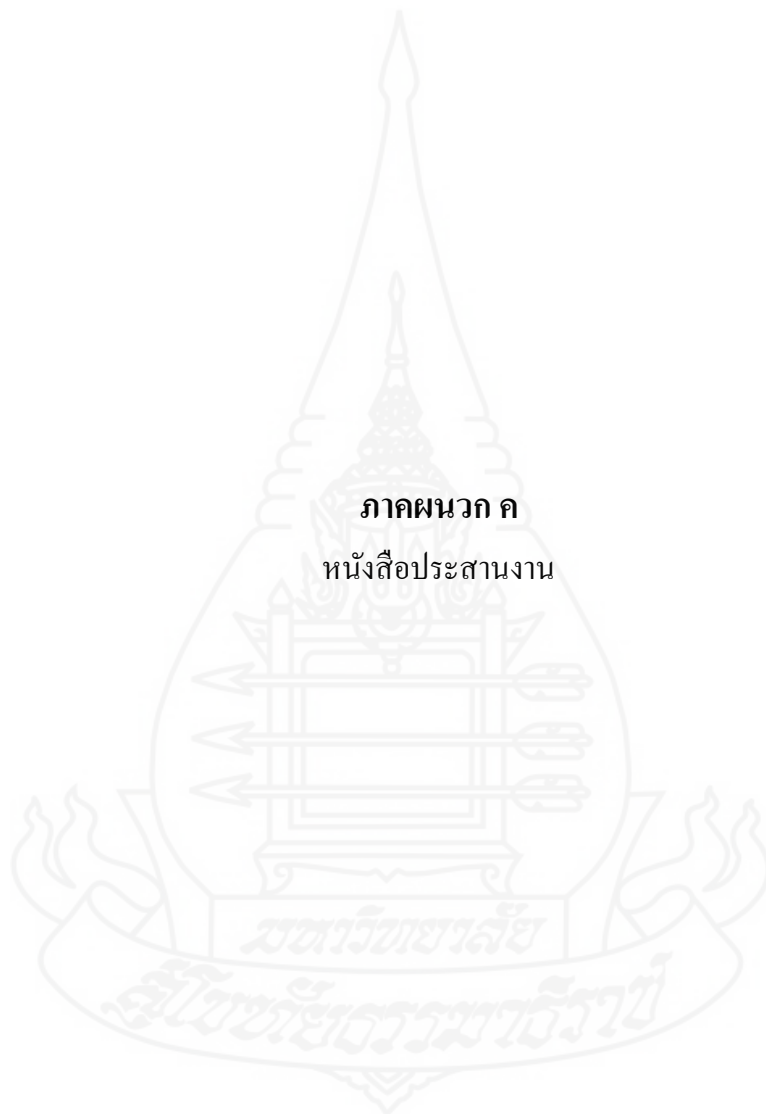 ภาคผนวก ค
หนังสือประสานงาน
มหาวิทยาลัย
สุโขทัยธรรมาธิราช